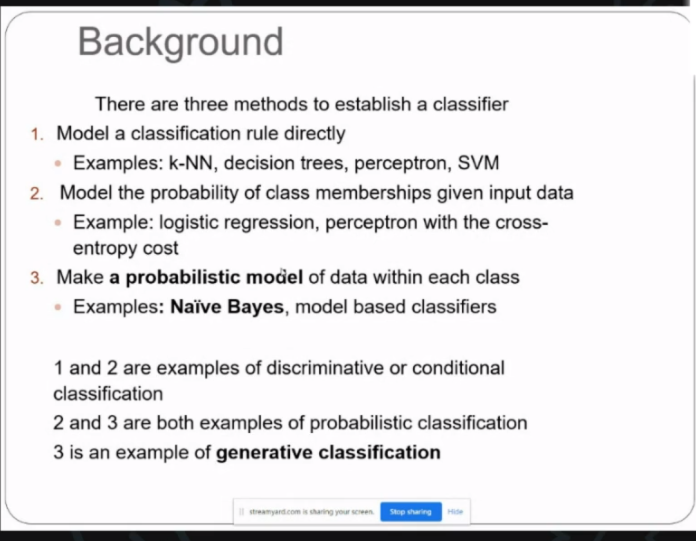 Background
There are three methods to establish a classifier
1. Model a classification rule directly
• Examples: k-NN, decision trees, perceptron, SVM
2. Model the probability of class memberships given input data
• Example: logistic regression, perceptron with the cross-
entropy cost
3. Make a probabilistic model of data within each class
• Examples: Naïve Bayes, model based classifiers
1 and 2 are examples of discriminative or conditional
classification
2 and 3 are both examples of probabilistic classification
3 is an example of generative classification
streamyard.com is sharing your screen. Stop sharing Hide